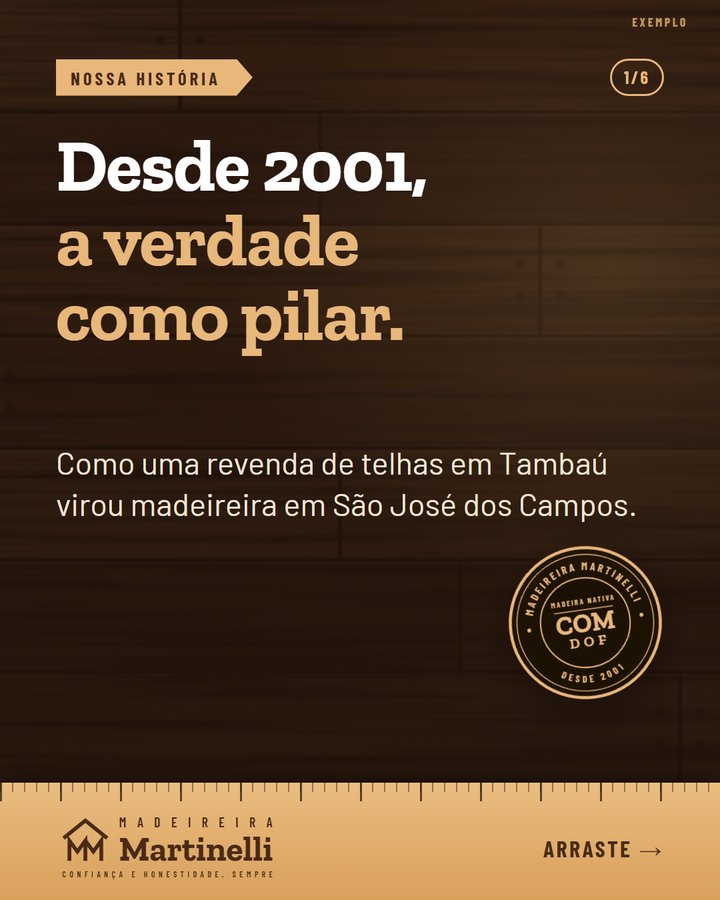 EXEMPLO
NOSSA HISTÓRIA
1/6
Desde 2001,
a verdade
como pilar.
Como uma revenda de telhas em Tambaú
virou madeireira em São José dos Campos.
MADEIREIRA MARTINELLI
MADEIRA NATIVA
COM
DOF
DESDE 2001
MADEIREIRA
Martinelli
CONFIANÇA E HONESTIDADE, SEMPRE
ARRASTE →